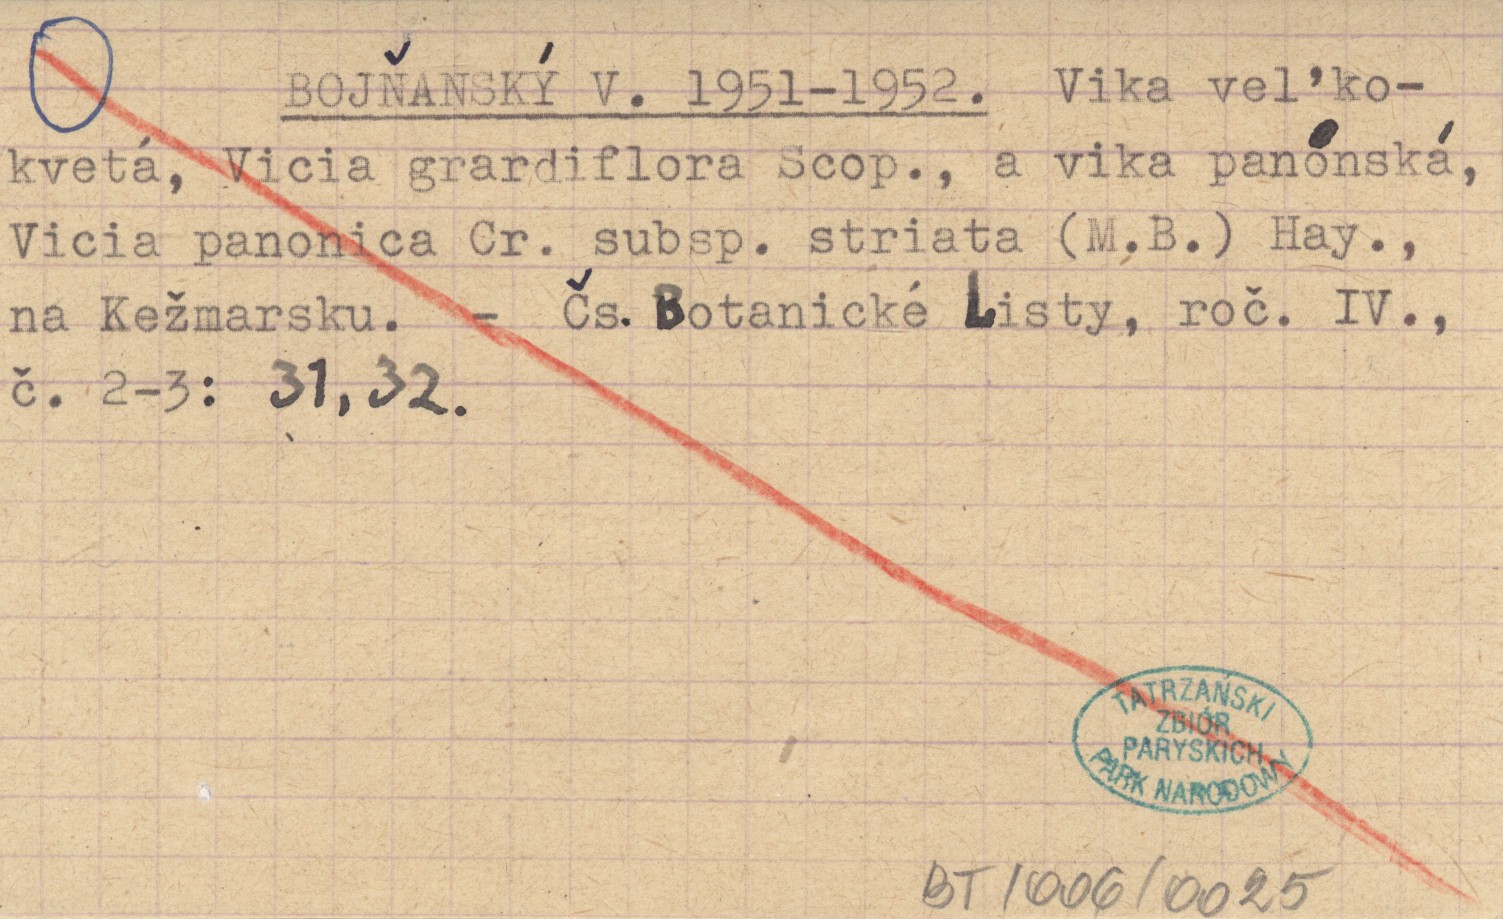 BOJŇANSKÝ V. 1951-1952. Vika vel'ko-
kvetá, Vicia grardiflora Scop., a vika panónská,
Vicia panonica Cr. subsp. striata (M.B.) Hay.,
na Kežmarsku. - Čs. Botanické Listy, roč. IV.,
č. 2-3: 31, 32.
TATRZAŃSKI
ZBIÓR
PARYSKICH
PARK NARODOWY
BT/006/0025